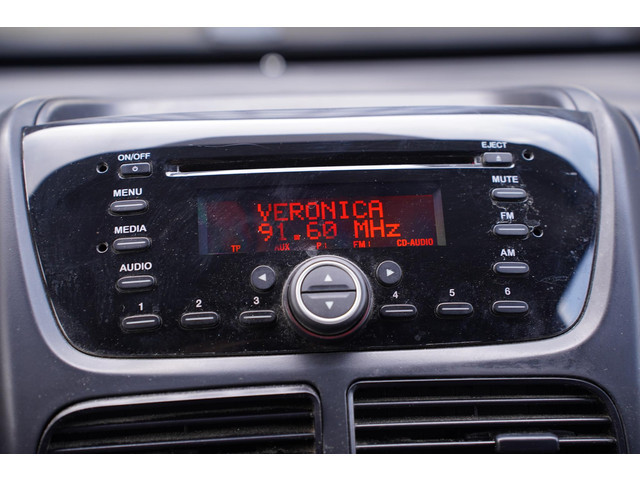 ON/OFF
EJECT
MENU
MUTE
MEDIA
FM
AUDIO
AM
VERONICA
91.60 MHz
TP AUX FM1 CD-AUDIO
1 2 3 4 5 6